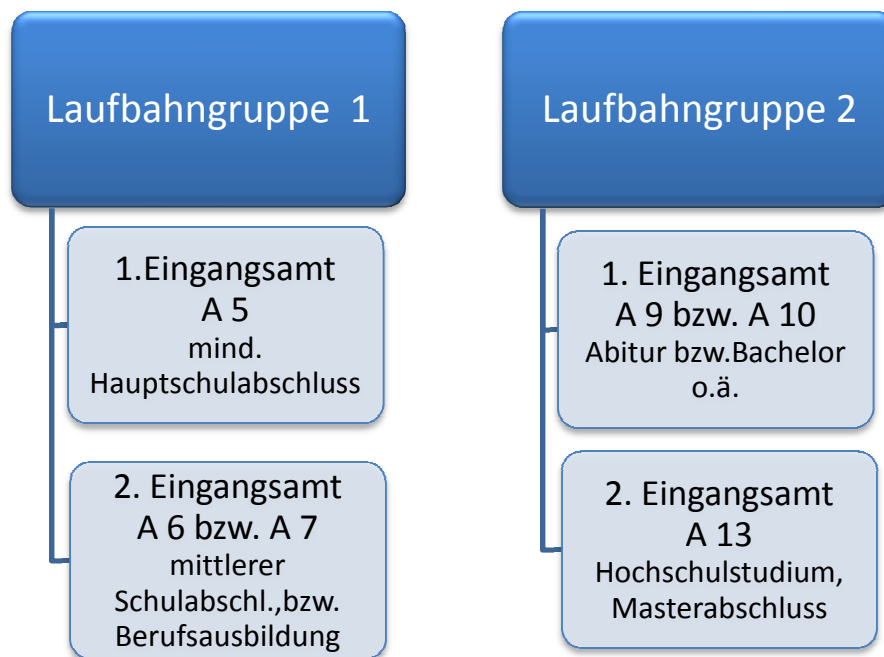 Laufbahngruppe 1
1.Eingangsamt
A 5
mind.
Hauptschulabschluss
2. Eingangsamt
A 6 bzw. A 7
mittlerer
Schulabschl.,bzw.
Berufsausbildung
Laufbahngruppe 2
1. Eingangsamt
A 9 bzw. A 10
Abitur bzw.Bachelor
o.ä.
2. Eingangsamt
A 13
Hochschulstudium,
Masterabschluss